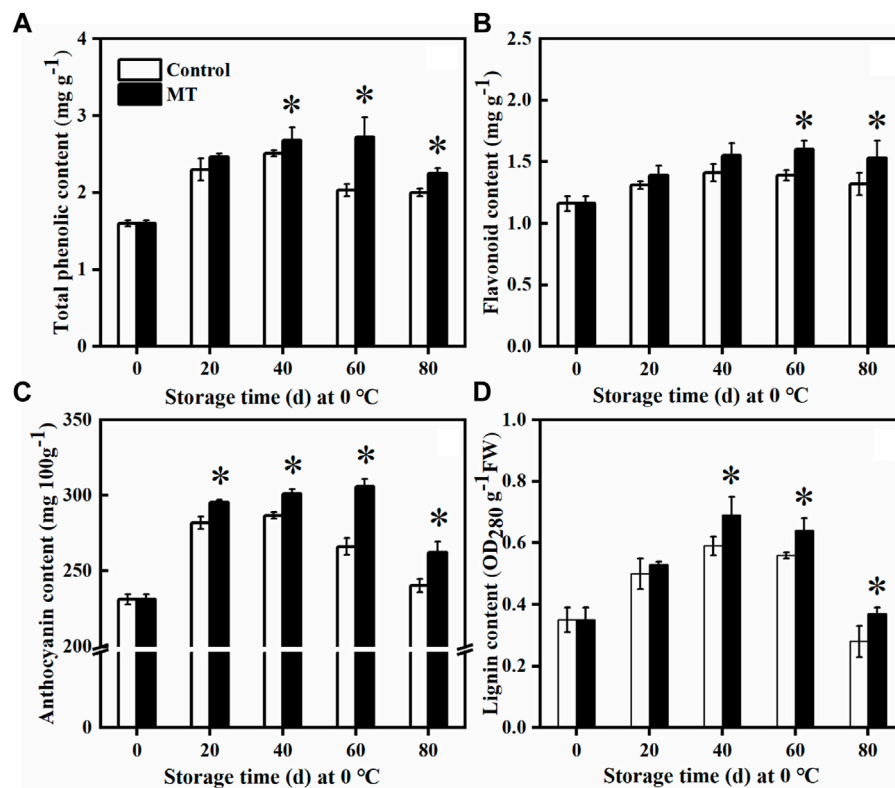 A
Total phenolic content (mg g-1)
4
3
2
1
0
Control
MT
*
*
*
0 20 40 60 80
Storage time (d) at 0 °C
B
Flavonoid content (mg g-1)
2.5
2.0
1.5
1.0
0.5
0.0
*
*
0 20 40 60 80
Storage time (d) at 0 °C
C
Anthocyanin content (mg 100g-1)
350
300
250
200
0
*
*
*
*
0 20 40 60 80
Storage time (d) at 0 °C
D
Lignin content (OD280 g-1FW)
1.0
0.8
0.6
0.4
0.2
0.0
*
*
*
0 20 40 60 80
Storage time (d) at 0 °C